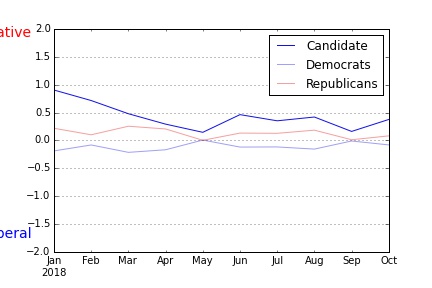 ative
2.0
1.5
1.0
0.5
0.0
−0.5
−1.0
−1.5
−2.0
beral
Candidate
Democrats
Republicans
Jan Feb Mar Apr May Jun Jul Aug Sep Oct
2018